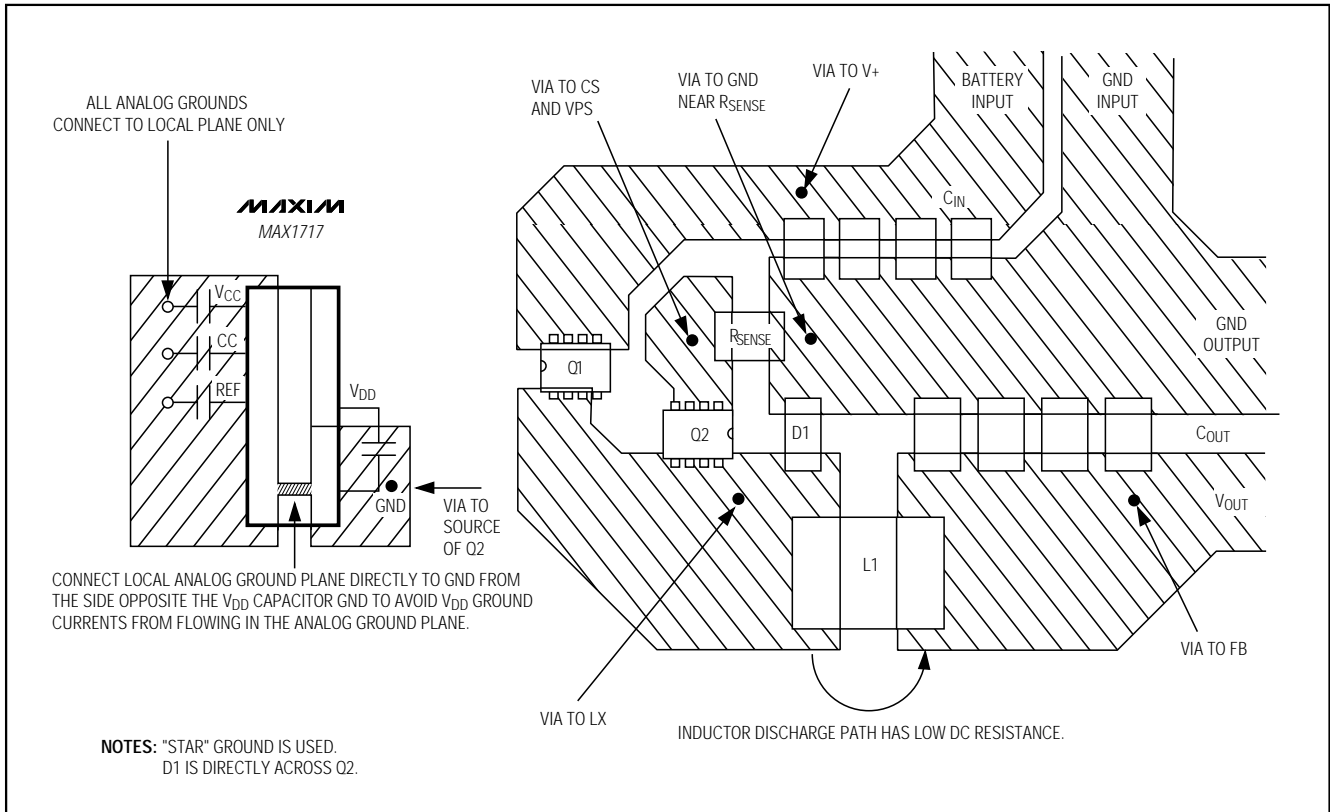 ALL ANALOG GROUNDS
CONNECT TO LOCAL PLANE ONLY
MAXIM
MAX1717
VCC
CC
REF
VDD
GND
VIA TO
SOURCE
OF Q2
CONNECT LOCAL ANALOG GROUND PLANE DIRECTLY TO GND FROM
THE SIDE OPPOSITE THE VDD CAPACITOR GND TO AVOID VDD GROUND
CURRENTS FROM FLOWING IN THE ANALOG GROUND PLANE.
VIA TO CS
AND VPS
VIA TO GND
NEAR RSENSE
VIA TO V+
BATTERY
INPUT
GND
INPUT
CIN
RSENSE
GND
OUTPUT
Q1
Q2
D1
COUT
VOUT
L1
VIA TO FB
VIA TO LX
INDUCTOR DISCHARGE PATH HAS LOW DC RESISTANCE.
NOTES: "STAR" GROUND IS USED.
D1 IS DIRECTLY ACROSS Q2.